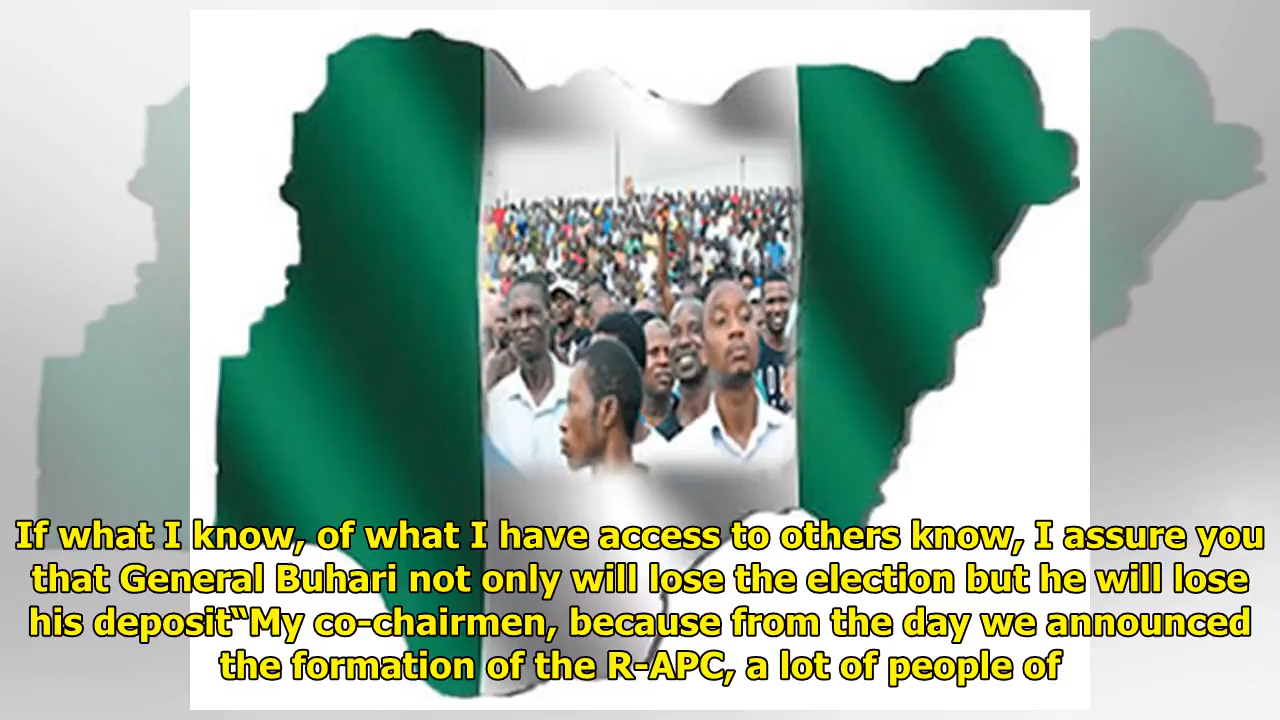 If what I know, of what I have access to others know, I assure you
that General Buhari not only will lose the election but he will lose
his deposit“My co-chairmen, because from the day we announced
the formation of the R-APC, a lot of people of